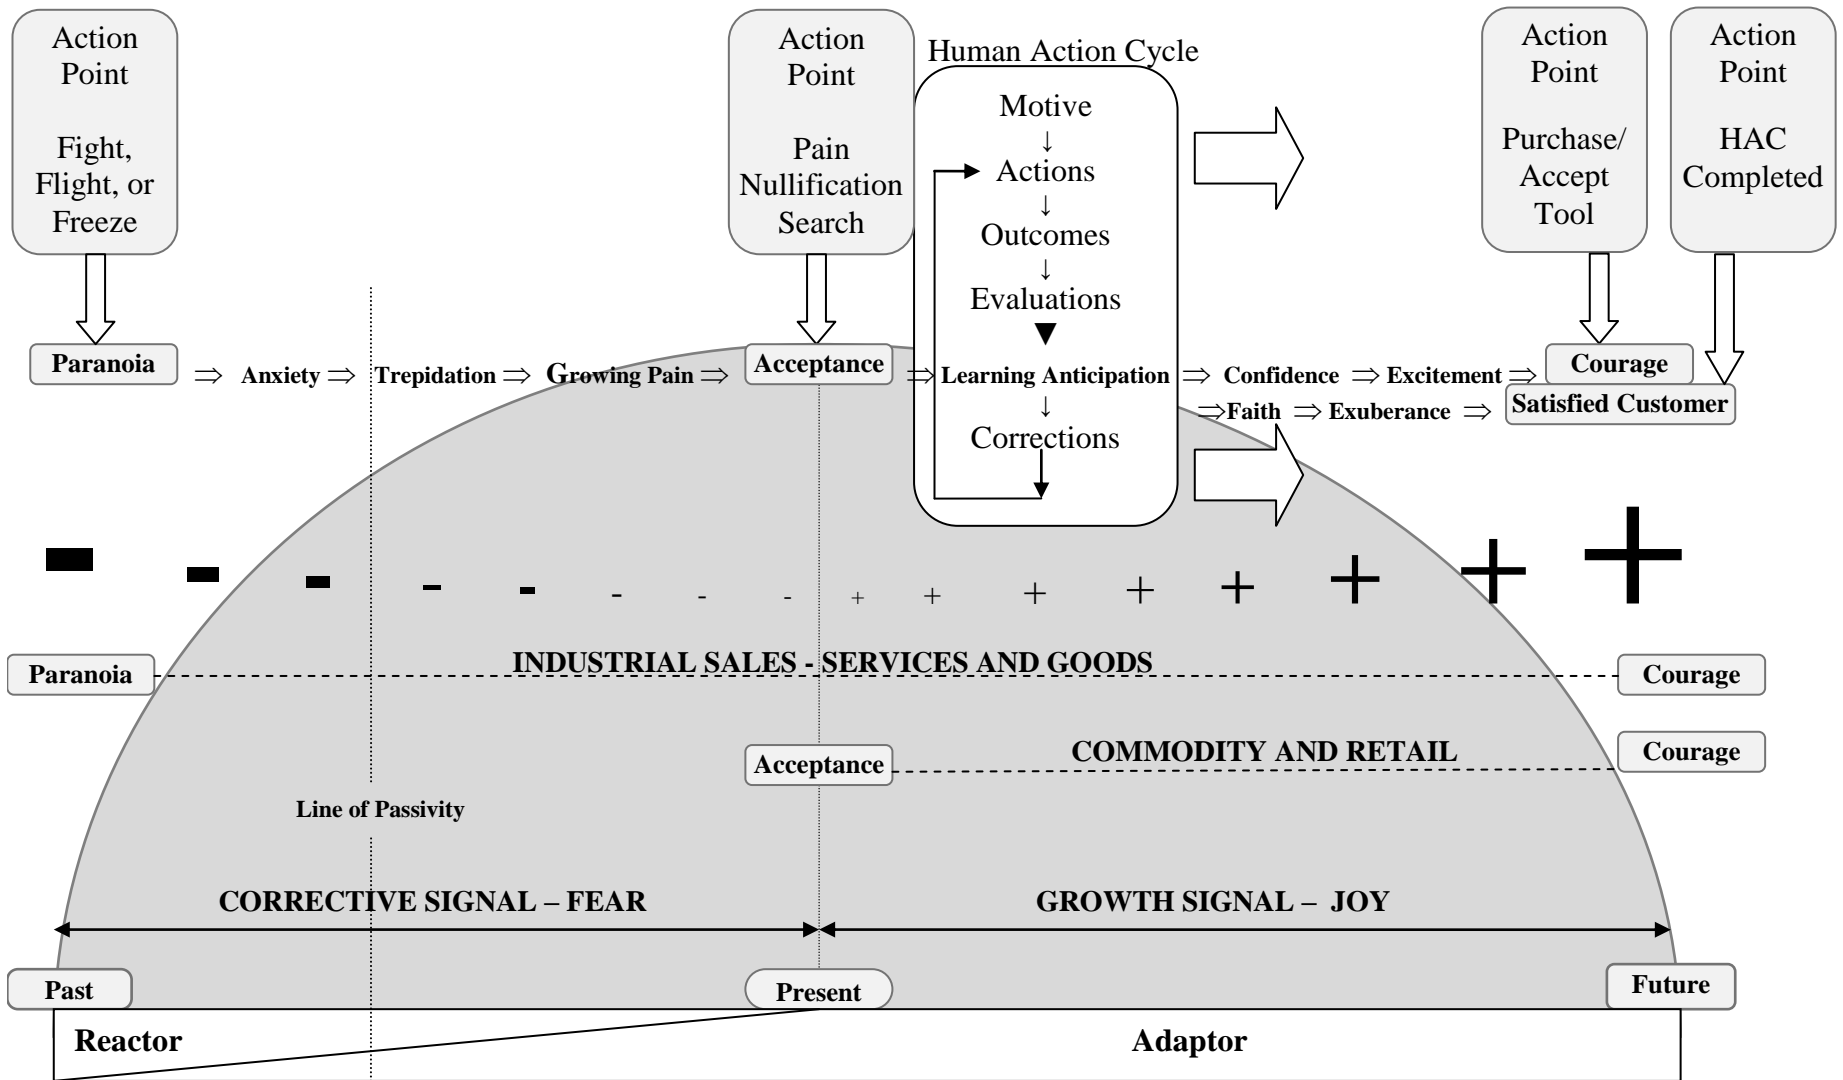 Action
Point
Fight,
Flight, or
Freeze
Action
Point
Pain
Nullification
Search
Human Action Cycle
Motive
↓
Actions
↓
Outcomes
↓
Evaluations
▼
Action
Point
Purchase/
Accept
Tool
Action
Point
HAC
Completed
Paranoia ⇒ Anxiety ⇒ Trepidation ⇒ Growing Pain ⇒ Acceptance ⇒ Learning Anticipation ⇒ Confidence ⇒ Excitement ⇒ Courage
⇒ Faith ⇒ Exuberance ⇒ Satisfied Customer
↓
Corrections
- - - - - - - - + + + + + + + +
INDUSTRIAL SALES - SERVICES AND GOODS
Paranoia
Courage
COMMODITY AND RETAIL
Acceptance
Courage
Line of Passivity
CORRECTIVE SIGNAL – FEAR
GROWTH SIGNAL – JOY
Past
Present
Future
Reactor
Adaptor